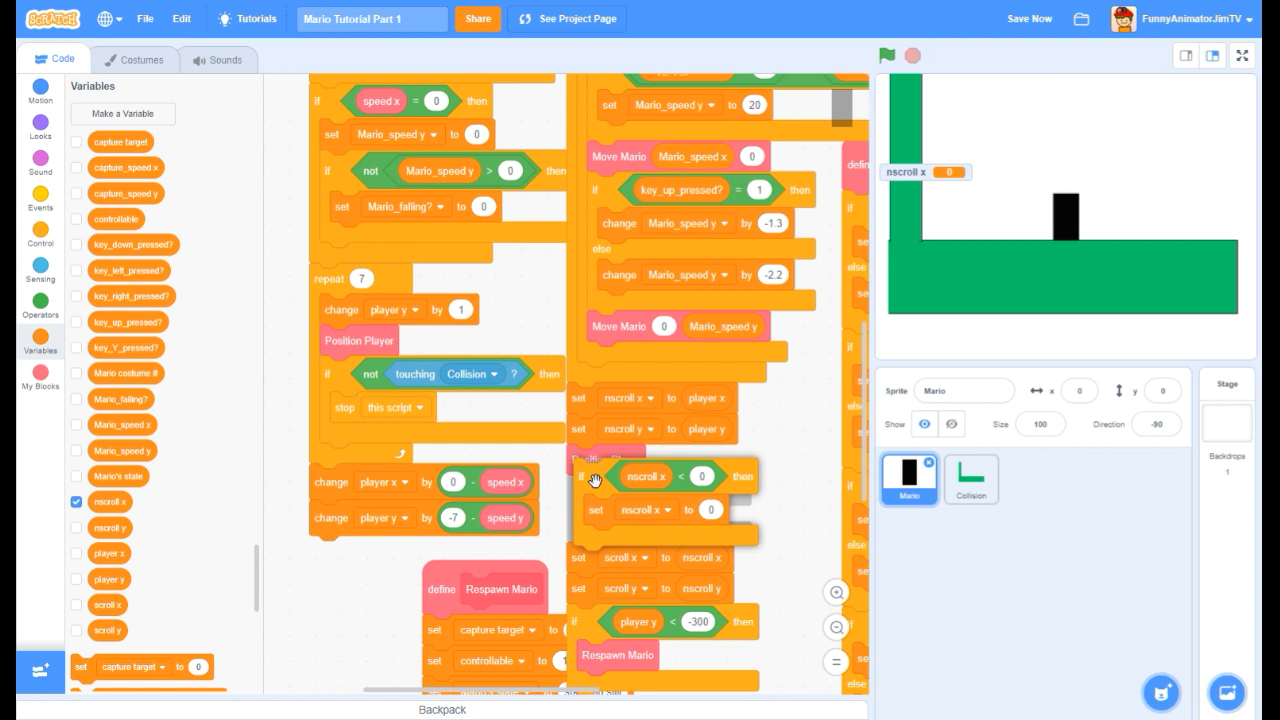 SCRATCH
File
Edit
Tutorials
Mario Tutorial Part 1
Share
See Project Page
Save Now
FunnyAnimatorJimTV
Code
Costumes
Sounds
Motion
Looks
Sound
Events
Control
Sensing
Operators
Variables
My Blocks
Variables
Make a Variable
capture target
capture_speed x
capture_speed y
controllable
key_down_pressed?
key_left_pressed?
key_right_pressed?
key_up_pressed?
key_Y_pressed?
Mario costume #
Mario_falling?
Mario_speed x
Mario_speed y
Mario's state
nscroll x
nscroll y
player x
player y
scroll x
scroll y
set capture target to 0
if speed x = 0 then
set Mario_speed y to 0
if not Mario_speed y > 0 then
set Mario_falling? to 0
repeat 7
change player y by 1
Position Player
if not touching Collision ? then
stop this script
change player x by 0 - speed x
change player y by -7 - speed y
define Respawn Mario
set capture target to
set controllable to 1
set Mario_speed y to 20
Move Mario Mario_speed x 0
if key_up_pressed? = 1 then
change Mario_speed y by -1.3
else
change Mario_speed y by -2.2
Move Mario 0 Mario_speed y
set nscroll x to player x
set nscroll y to player y
if nscroll x < 0 then
set nscroll x to 0
set scroll x to nscroll x
set scroll y to nscroll y
if player y < -300 then
Respawn Mario
if
else
if
else
if
else
if
else
nscroll x 0
Sprite Mario x 0 y 0
Show Size 100 Direction -90
Mario
Collision
Stage
Backdrops
1
Backpack